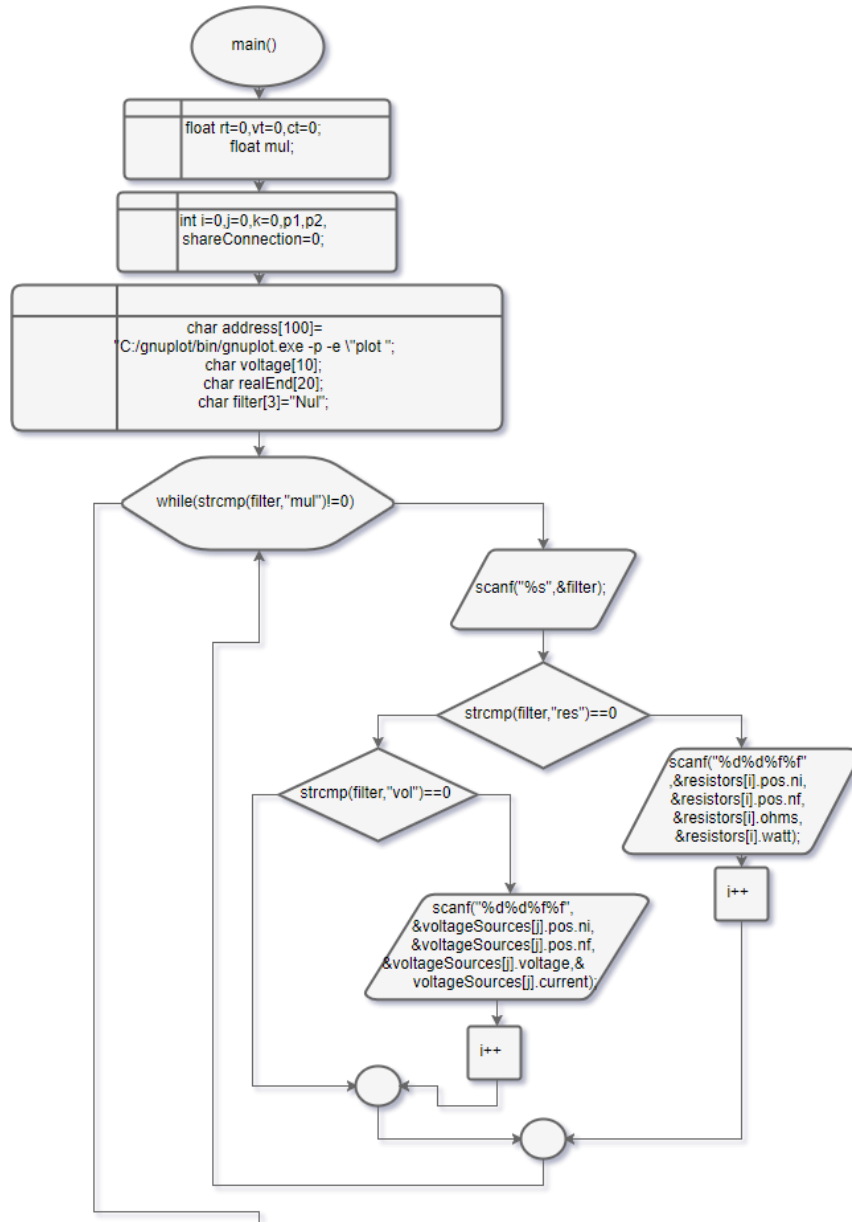 main()
float rt=0,vt=0,ct=0;
float mul;
int i=0,j=0,k=0,p1,p2,
shareConnection=0;
char address[100]=
"C:/gnuplot/bin/gnuplot.exe -p -e \"plot ";
char voltage[10];
char realEnd[20];
char filter[3]="Nul";
while(strcmp(filter,"mul")!=0)
scanf("%s",&filter);
strcmp(filter,"res")==0
scanf("%d%d%f%f"
,&resistors[i].pos.ni,
&resistors[i].pos.nf,
&resistors[i].ohms,
&resistors[i].watt);
i++
strcmp(filter,"vol")==0
scanf("%d%d%f%f",
&voltageSources[j].pos.ni,
&voltageSources[j].pos.nf,
&voltageSources[j].voltage,&
voltageSources[j].current);
j++